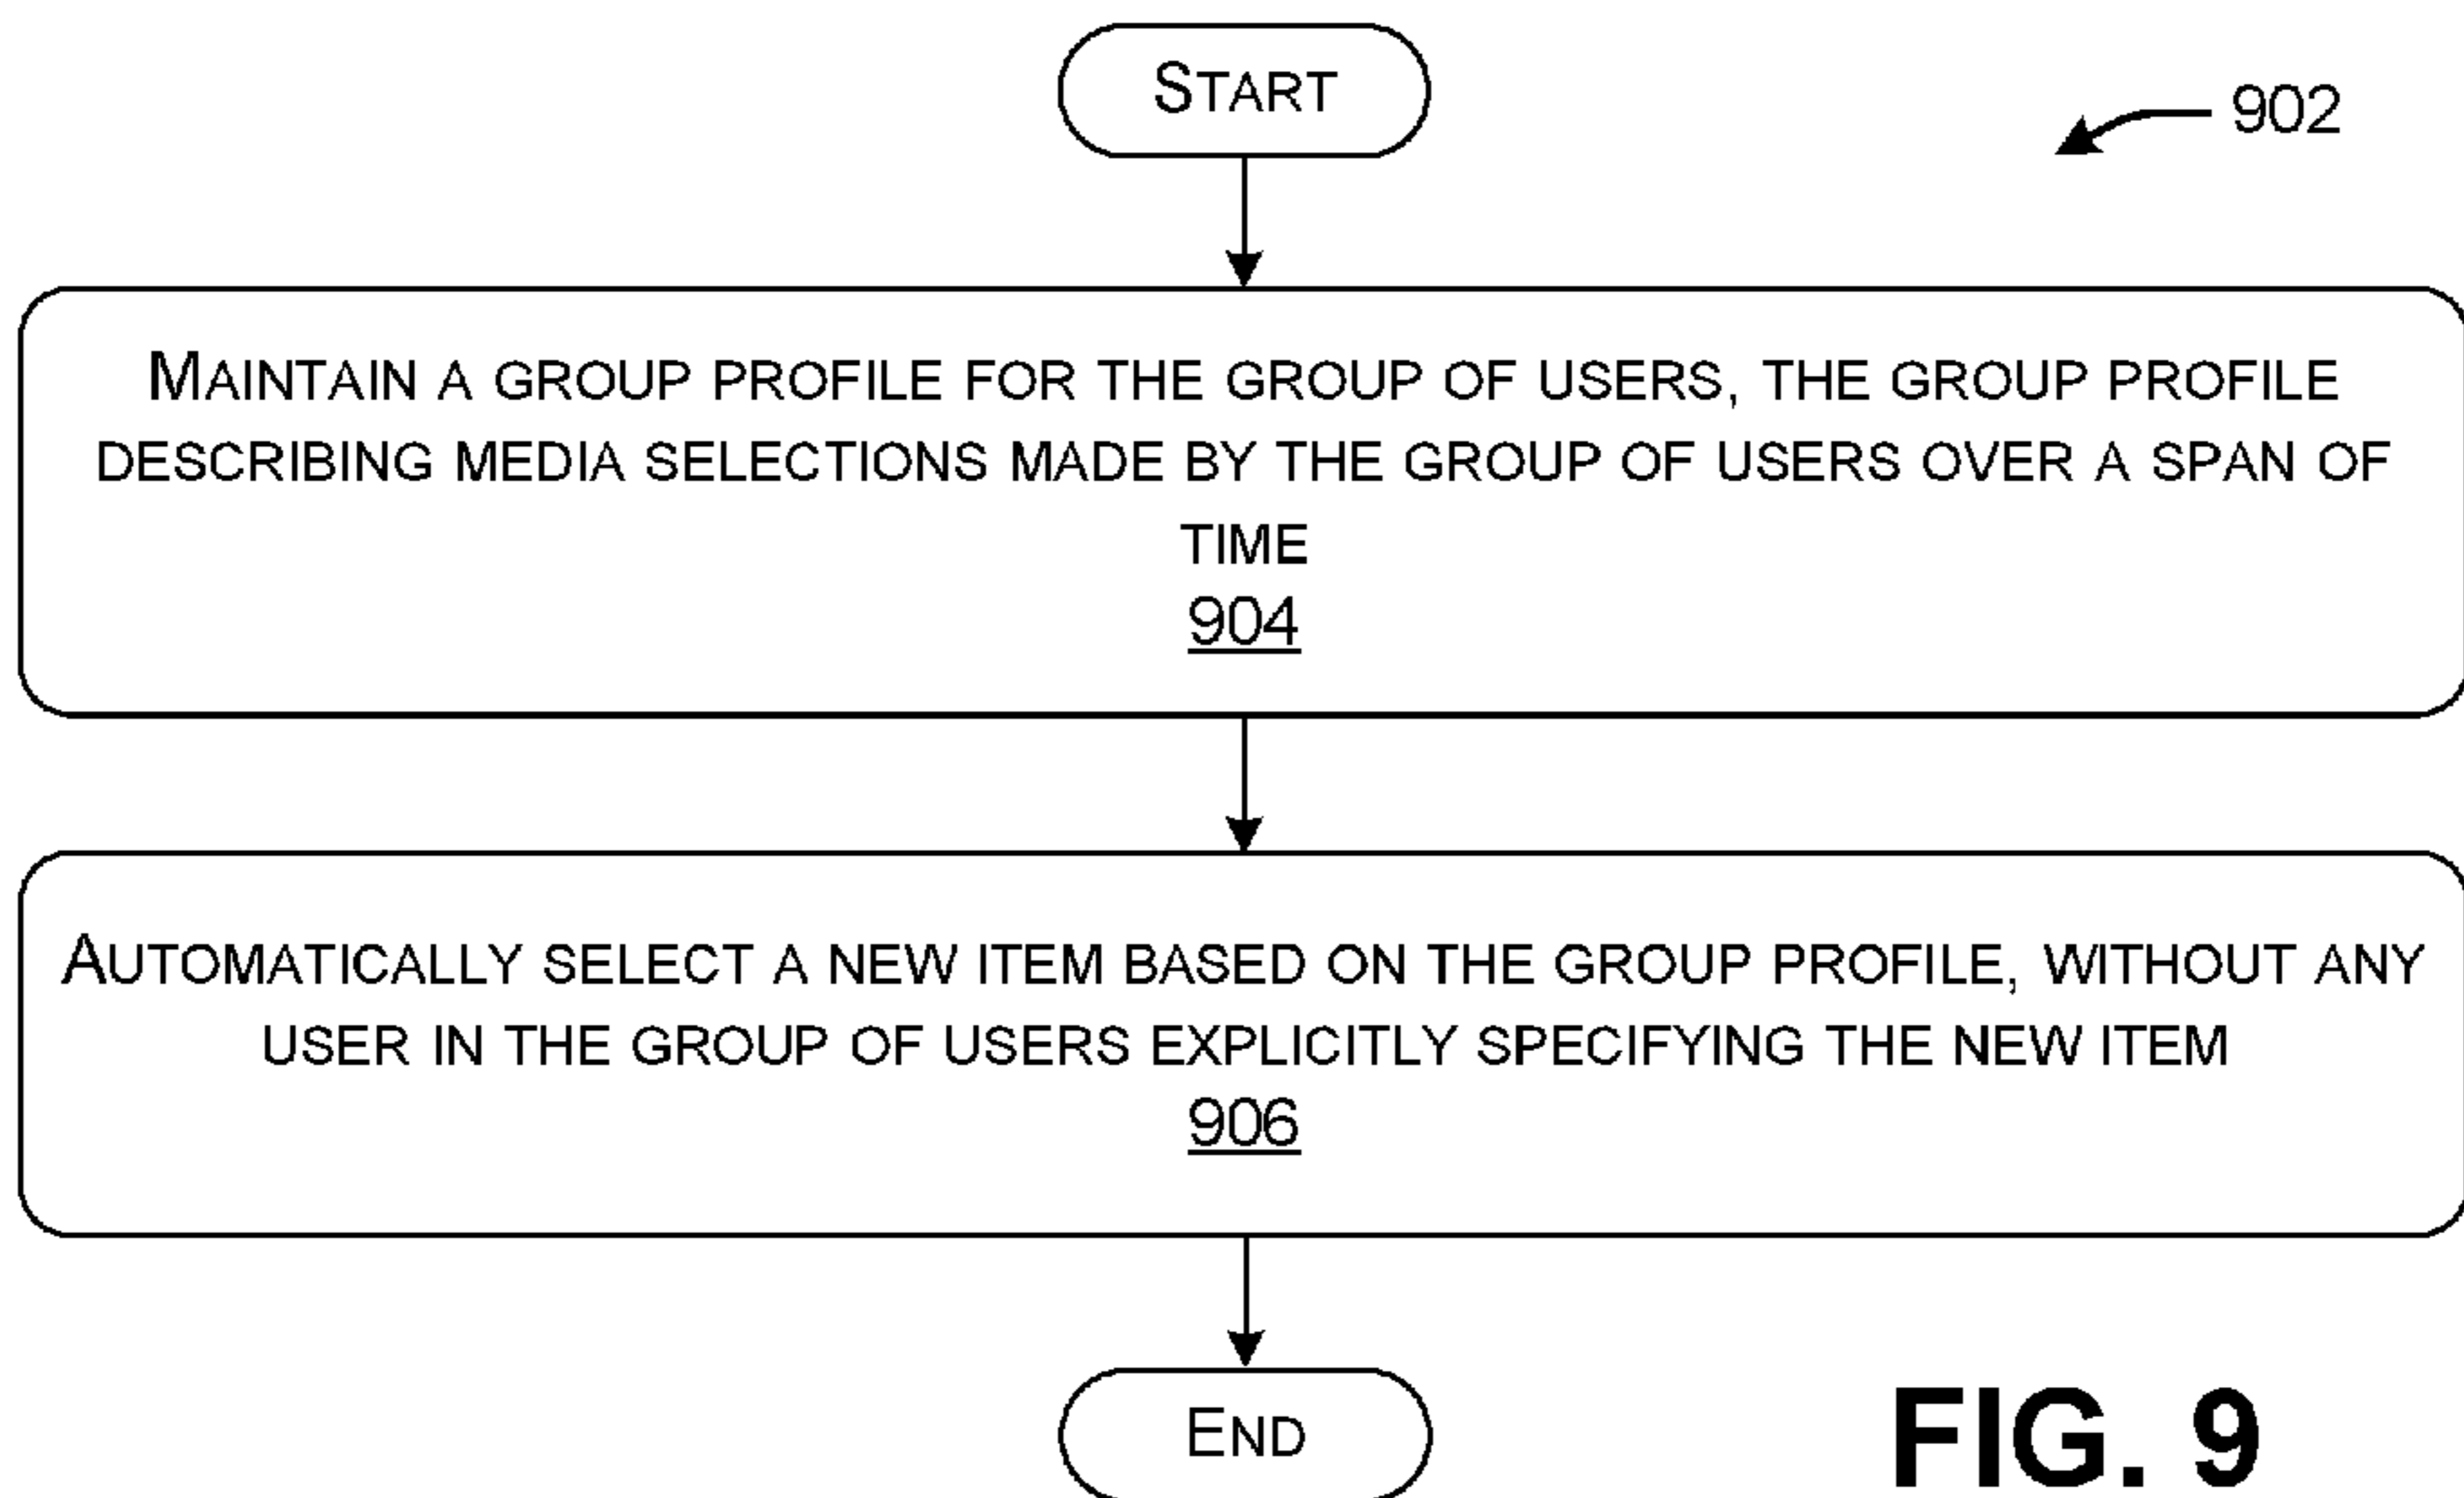 START
902
MAINTAIN A GROUP PROFILE FOR THE GROUP OF USERS, THE GROUP PROFILE
DESCRIBING MEDIA SELECTIONS MADE BY THE GROUP OF USERS OVER A SPAN OF
TIME
904
AUTOMATICALLY SELECT A NEW ITEM BASED ON THE GROUP PROFILE, WITHOUT ANY
USER IN THE GROUP OF USERS EXPLICITLY SPECIFYING THE NEW ITEM
906
END
FIG. 9